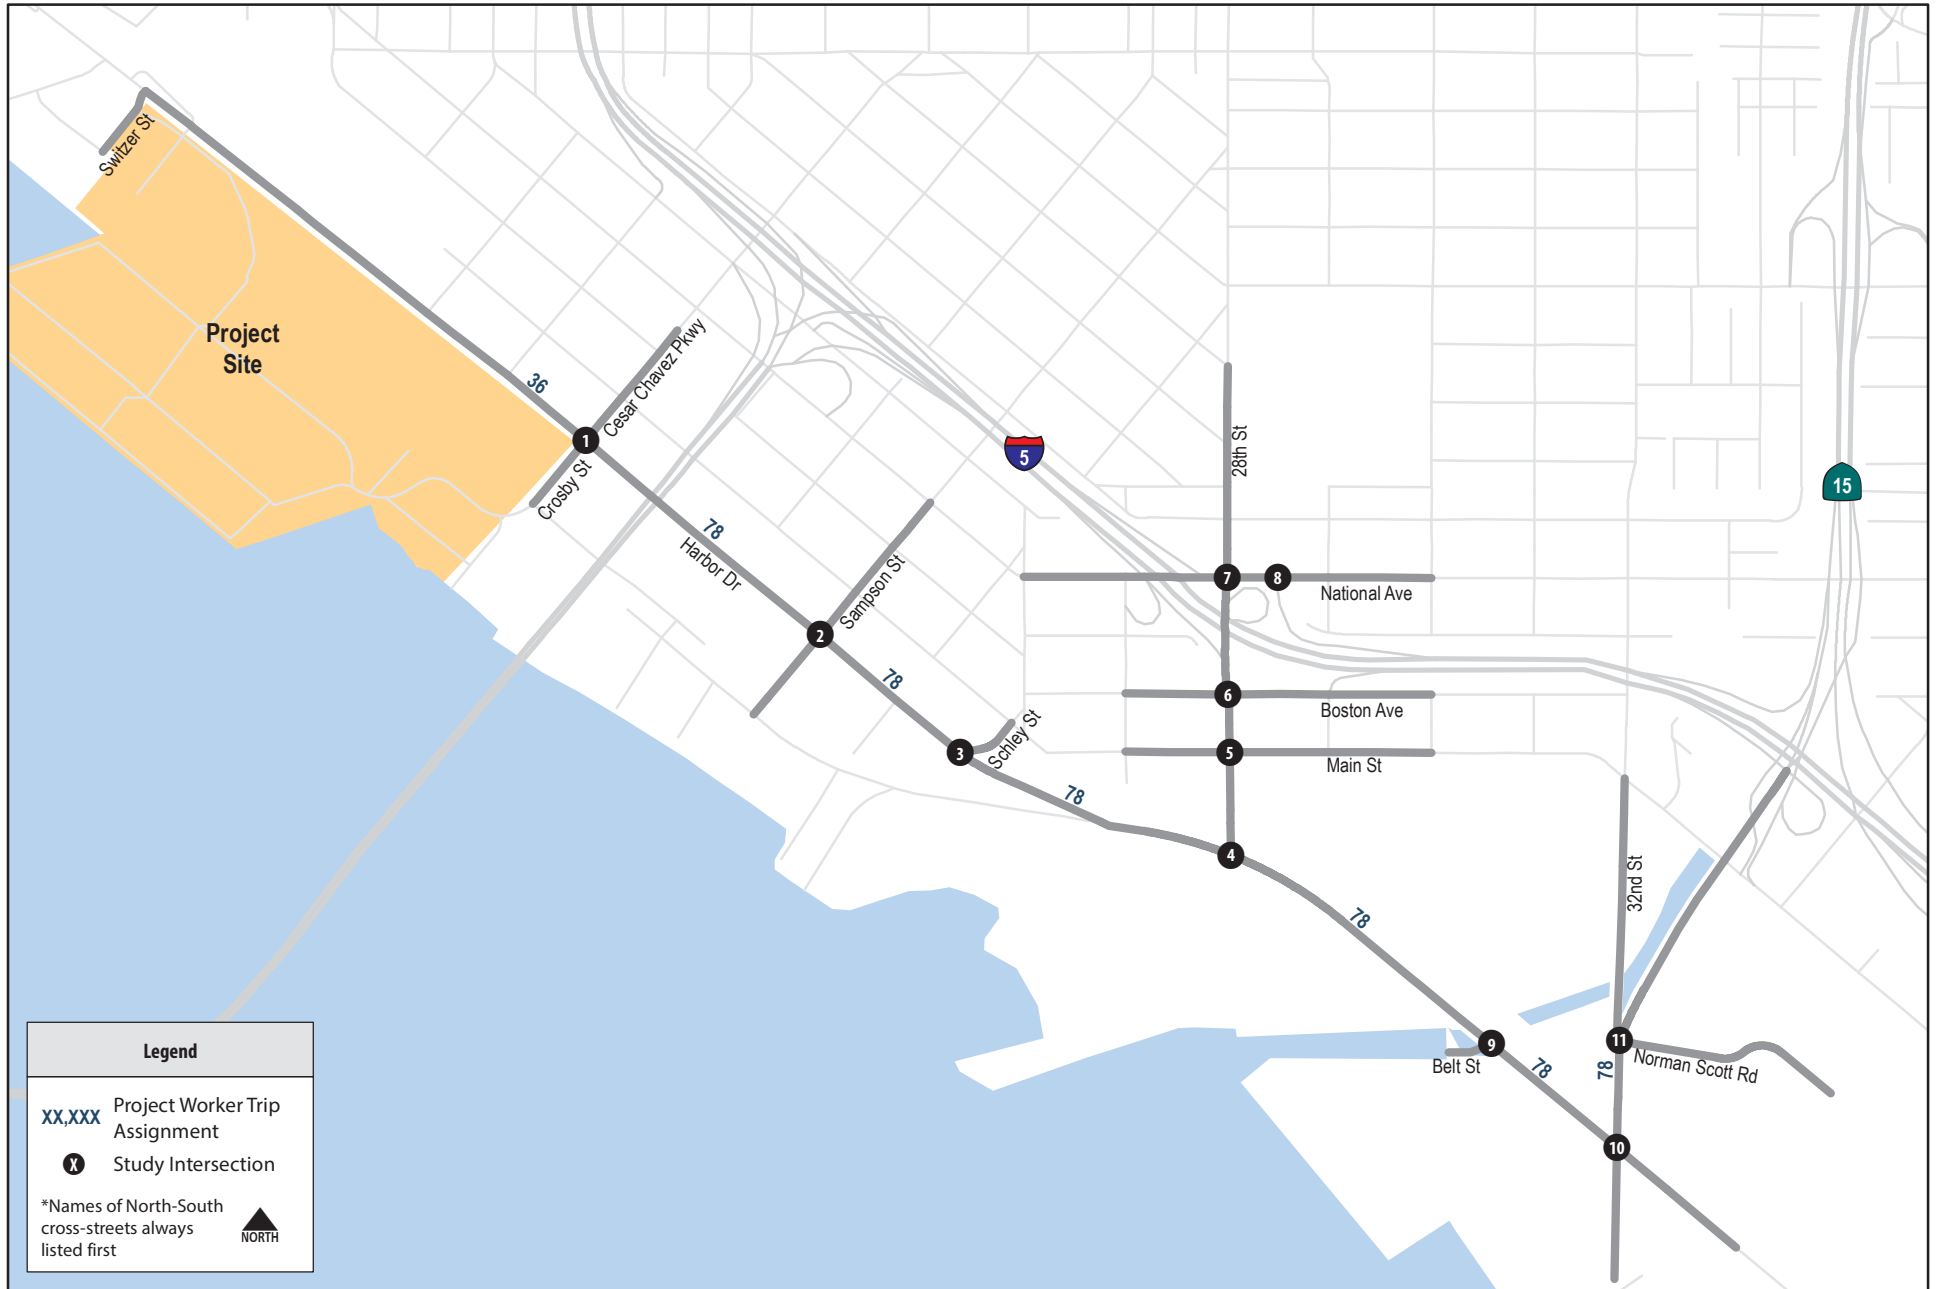 Switzer St
Project
Site
36
Cesar Chavez Pkwy
1
Crosby St
78
Harbor Dr
Sampson St
2
78
3
Schley St
78
5
28th St
7
8
National Ave
6
Boston Ave
5
Main St
4
15
78
32nd St
9
Belt St
78
11
78
Norman Scott Rd
10
Legend
XX,XXX
Project Worker Trip
Assignment
X
Study Intersection
*Names of North-South
cross-streets always
listed first
NORTH